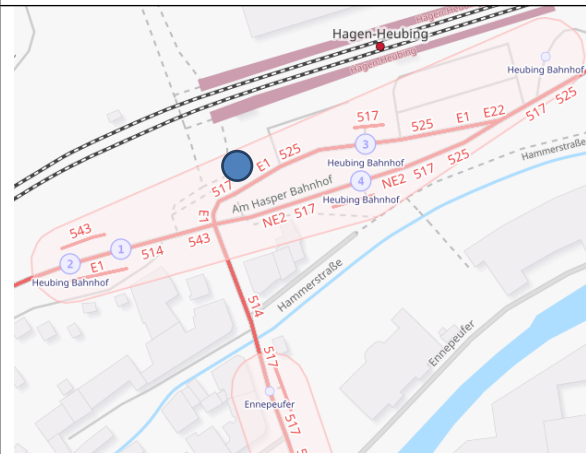 Hagen-Heubing
Hagen-Heubing
Heubing Bahnhof
517
525
E22
E1
525
517
3
525
E1
Heubing Bahnhof
Hammerstraße
517
525
4
NE2
Am Hasper Bahnhof
517
Heubing Bahnhof
E1
NE2 517
543
1
543
514
2
E1
Heubing Bahnhof
Hammerstraße
514
517
Ennepeufer
Ennepeufer
517